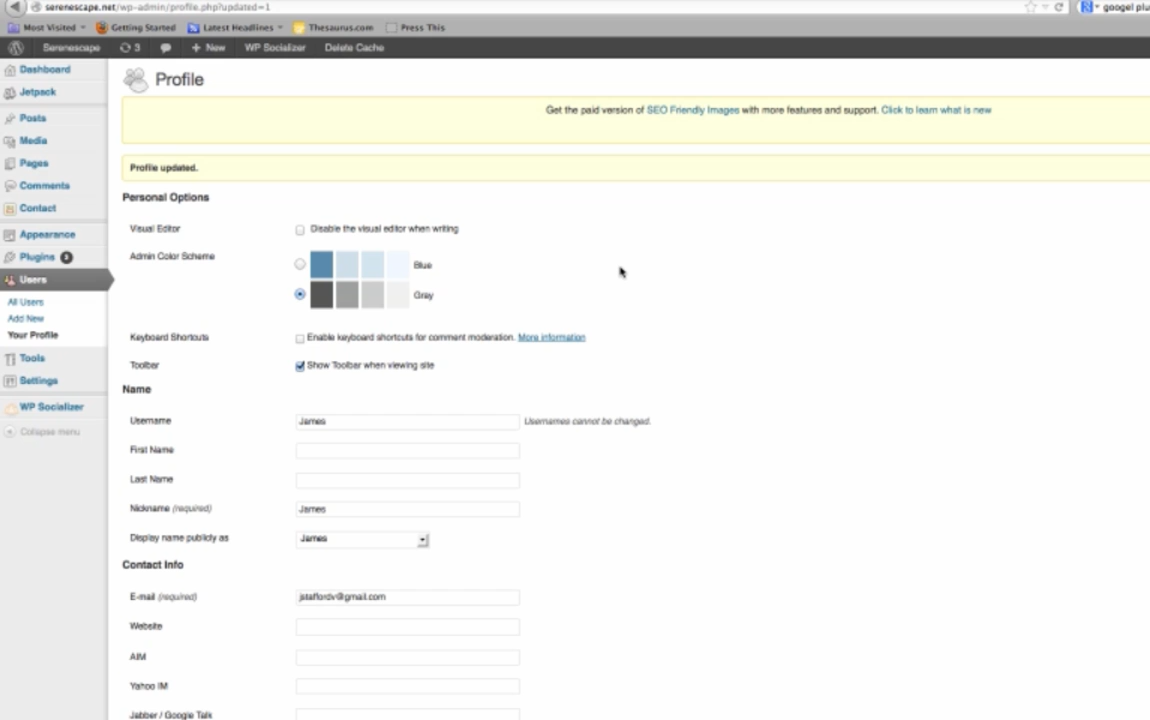 serenescape.net/wp-admin/profile.php?updated=1
googel plu
Most Visited Getting Started Latest Headlines Thesaurus.com Press This
Serenescape 3 + New WP Socializer Delete Cache
Dashboard
Jetpack
Posts
Media
Pages
Comments
Contact
Appearance
Plugins 3
Users
All Users
Add New
Your Profile
Tools
Settings
WP Socializer
Collapse menu
Profile
Get the paid version of SEO Friendly Images with more features and support. Click to learn what is new
Profile updated.
Personal Options
Visual Editor Disable the visual editor when writing
Admin Color Scheme Blue
Gray
Keyboard Shortcuts Enable keyboard shortcuts for comment moderation. More information
Toolbar Show Toolbar when viewing site
Name
Username James Usernames cannot be changed.
First Name
Last Name
Nickname (required) James
Display name publicly as James
Contact Info
E-mail (required) jstaffordv@gmail.com
Website
AIM
Yahoo IM
Jabber / Google Talk